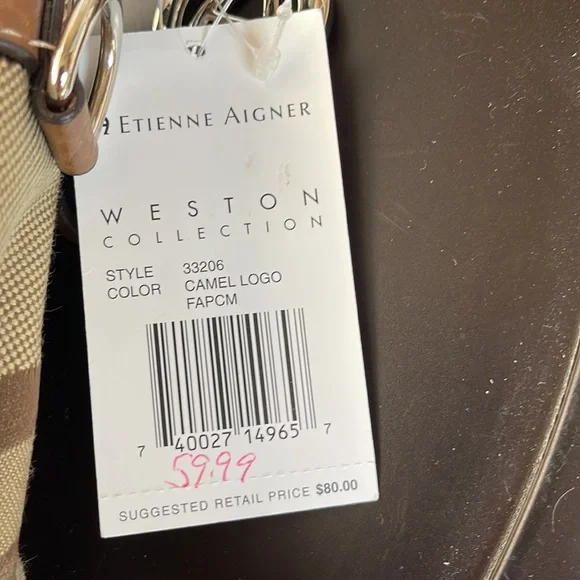 ETIENNE AIGNER
WESTON
COLLECTION
STYLE 33206
COLOR CAMEL LOGO
FAPCM
7 40027 14965 7
59.99
SUGGESTED RETAIL PRICE $80.00